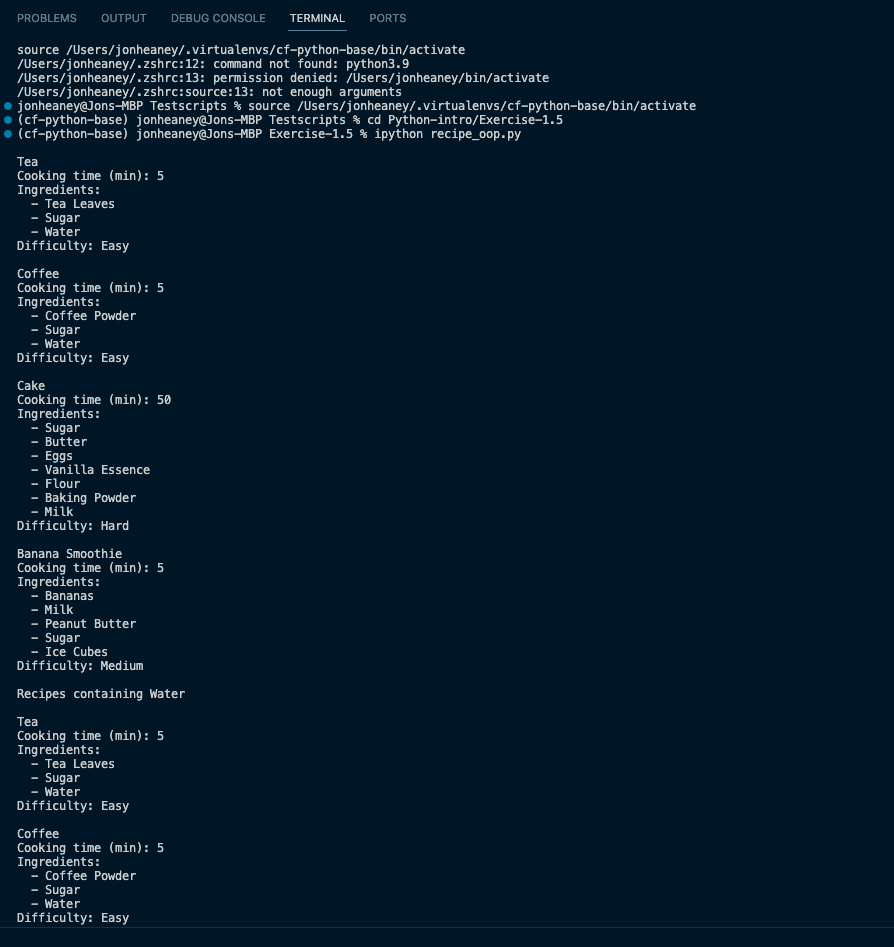 PROBLEMS OUTPUT DEBUG CONSOLE TERMINAL PORTS
source /Users/jonheaney/.virtualenvs/cf-python-base/bin/activate
/Users/jonheaney/.zshrc:12: command not found: python3.9
/Users/jonheaney/.zshrc:13: permission denied: /Users/jonheaney/bin/activate
/Users/jonheaney/.zshrc:source:13: not enough arguments
jonheaney@Jons-MBP Testscripts % source /Users/jonheaney/.virtualenvs/cf-python-base/bin/activate
(cf-python-base) jonheaney@Jons-MBP Testscripts % cd Python-intro/Exercise-1.5
(cf-python-base) jonheaney@Jons-MBP Exercise-1.5 % ipython recipe_oop.py
Tea
Cooking time (min): 5
Ingredients:
- Tea Leaves
- Sugar
- Water
Difficulty: Easy
Coffee
Cooking time (min): 5
Ingredients:
- Coffee Powder
- Sugar
- Water
Difficulty: Easy
Cake
Cooking time (min): 50
Ingredients:
- Sugar
- Butter
- Eggs
- Vanilla Essence
- Flour
- Baking Powder
- Milk
Difficulty: Hard
Banana Smoothie
Cooking time (min): 5
Ingredients:
- Bananas
- Milk
- Peanut Butter
- Sugar
- Ice Cubes
Difficulty: Medium
Recipes containing Water
Tea
Cooking time (min): 5
Ingredients:
- Tea Leaves
- Sugar
- Water
Difficulty: Easy
Coffee
Cooking time (min): 5
Ingredients:
- Coffee Powder
- Sugar
- Water
Difficulty: Easy